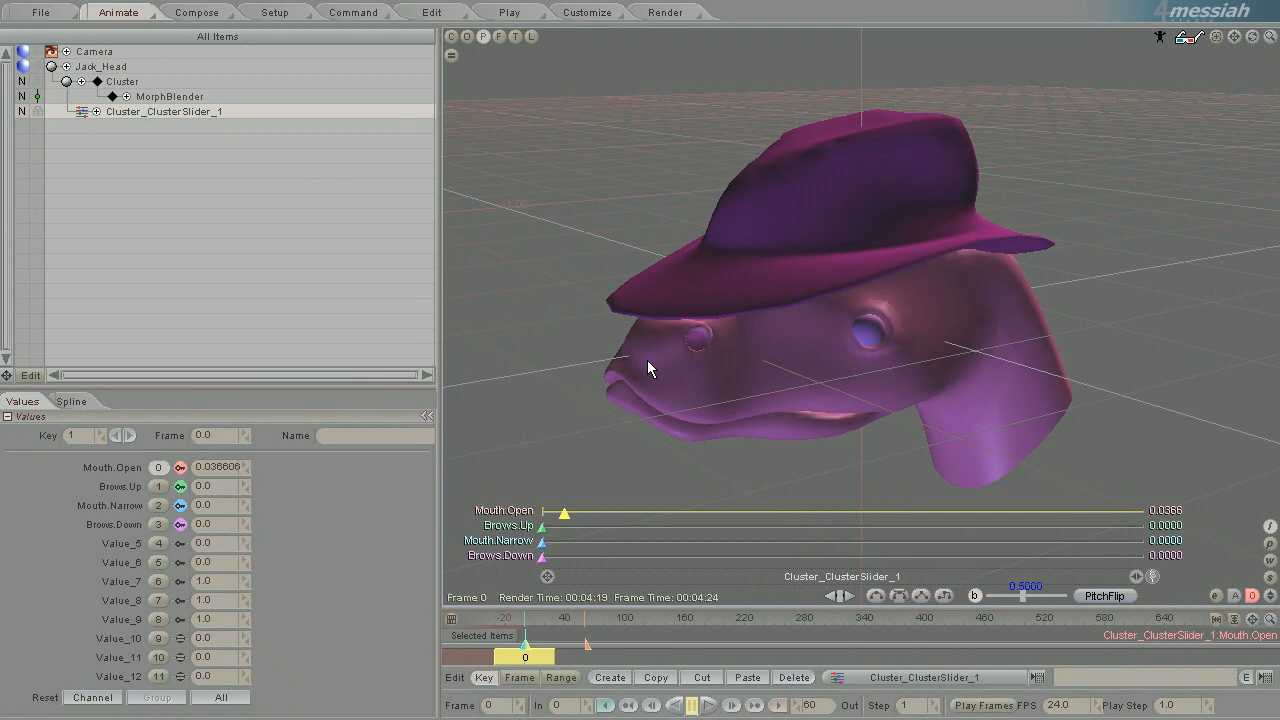 File Animate Compose Setup Command Edit Play Customize Render 4messiah
All Items
C O P F T L
Camera
Jack_Head
N Cluster
N MorphBlender
N Cluster_ClusterSlider_1
-1.00
Edit
Values Spline
Values
Key 1 Frame 0.0 Name
Mouth.Open 0 0.036606
Brows.Up 1 0.0
Mouth.Narrow 2 0.0
Brows.Down 3 0.0
Value_5 4 0.0
Value_6 5 0.0
Value_7 6 1.0
Value_8 7 1.0
Value_9 8 1.0
Value_10 9 0.0
Value_11 10 0.0
Value_12 11 0.0
Reset Channel Group All
Mouth.Open 0.0366
Brows.Up 0.0000
Mouth.Narrow 0.0000
Brows.Down 0.0000
Cluster_ClusterSlider_1
Frame 0 Render Time: 00:04:19 Frame Time: 00:04:24 b 0.5000 PitchFlip A 0
-20 40 100 160 220 280 340 400 460 520 580 640
Selected Items Cluster_ClusterSlider_1:Mouth.Open
0
Edit Key Frame Range Create Copy Cut Paste Delete Cluster_ClusterSlider_1 E
Frame 0 In 0 60 Out Step 1 Play Frames FPS 24.0 Play Step 1.0